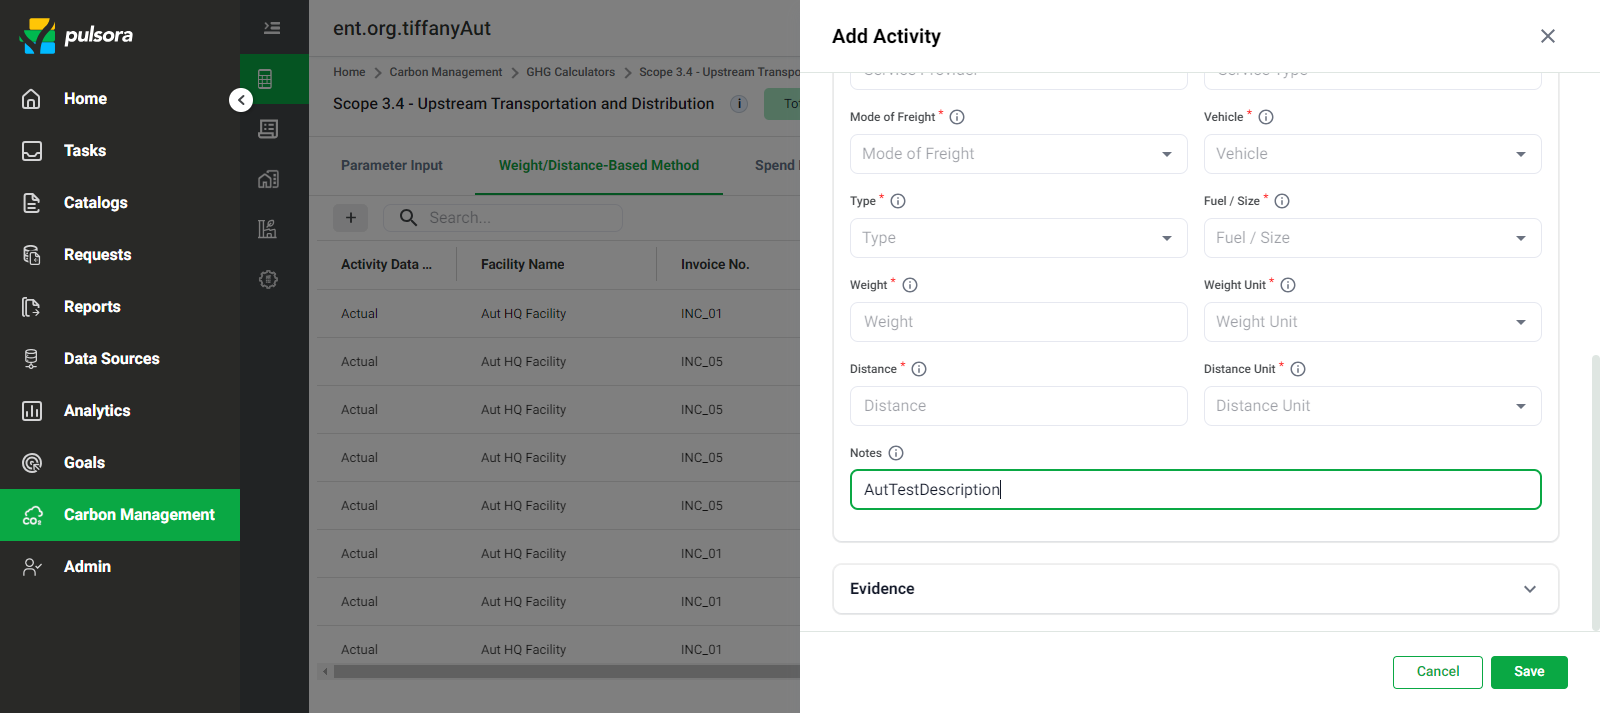 pulsora
Home
Tasks
Catalogs
Requests
Reports
Data Sources
Analytics
Goals
Carbon Management
Admin
ent.org.tiffanyAut
Home > Carbon Management > GHG Calculators > Scope 3.4 - Upstream Transpo
Scope 3.4 - Upstream Transportation and Distribution
Parameter Input Weight/Distance-Based Method Spend
+ Search...
Activity Data ... Facility Name Invoice No.
Actual Aut HQ Facility INC_01
Actual Aut HQ Facility INC_05
Actual Aut HQ Facility INC_05
Actual Aut HQ Facility INC_05
Actual Aut HQ Facility INC_05
Actual Aut HQ Facility INC_01
Actual Aut HQ Facility INC_01
Actual Aut HQ Facility INC_01
Add Activity
Service Provider Service Type
Mode of Freight * Vehicle *
Mode of Freight Vehicle
Type * Fuel / Size *
Type Fuel / Size
Weight * Weight Unit *
Weight Weight Unit
Distance * Distance Unit *
Distance Distance Unit
Notes
AutTestDescription
Evidence
Cancel Save